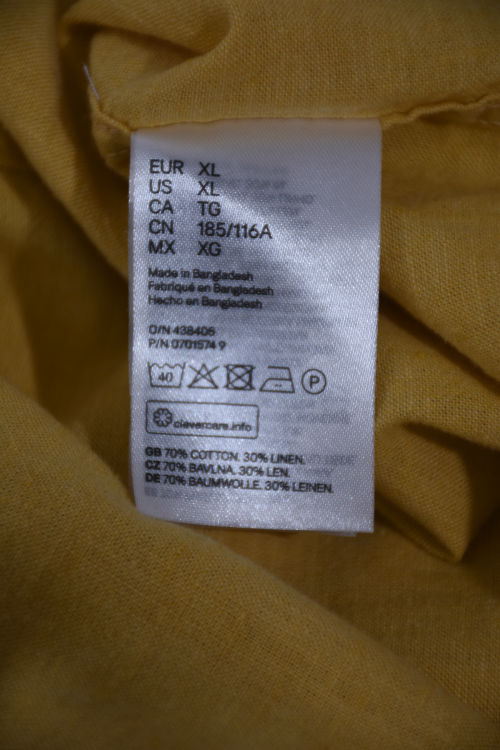 EUR XL
US XL
CA TG
CN 185/116A
MX XG
Made in Bangladesh
Fabriqué en Bangladesh
Hecho en Bangladesh
O/N 438406
P/N 0701574 9
40 P
clevercare.info
GB 70% COTTON. 30% LINEN.
CZ 70% BAVLNA. 30% LEN.
DE 70% BAUMWOLLE. 30% LEINEN.